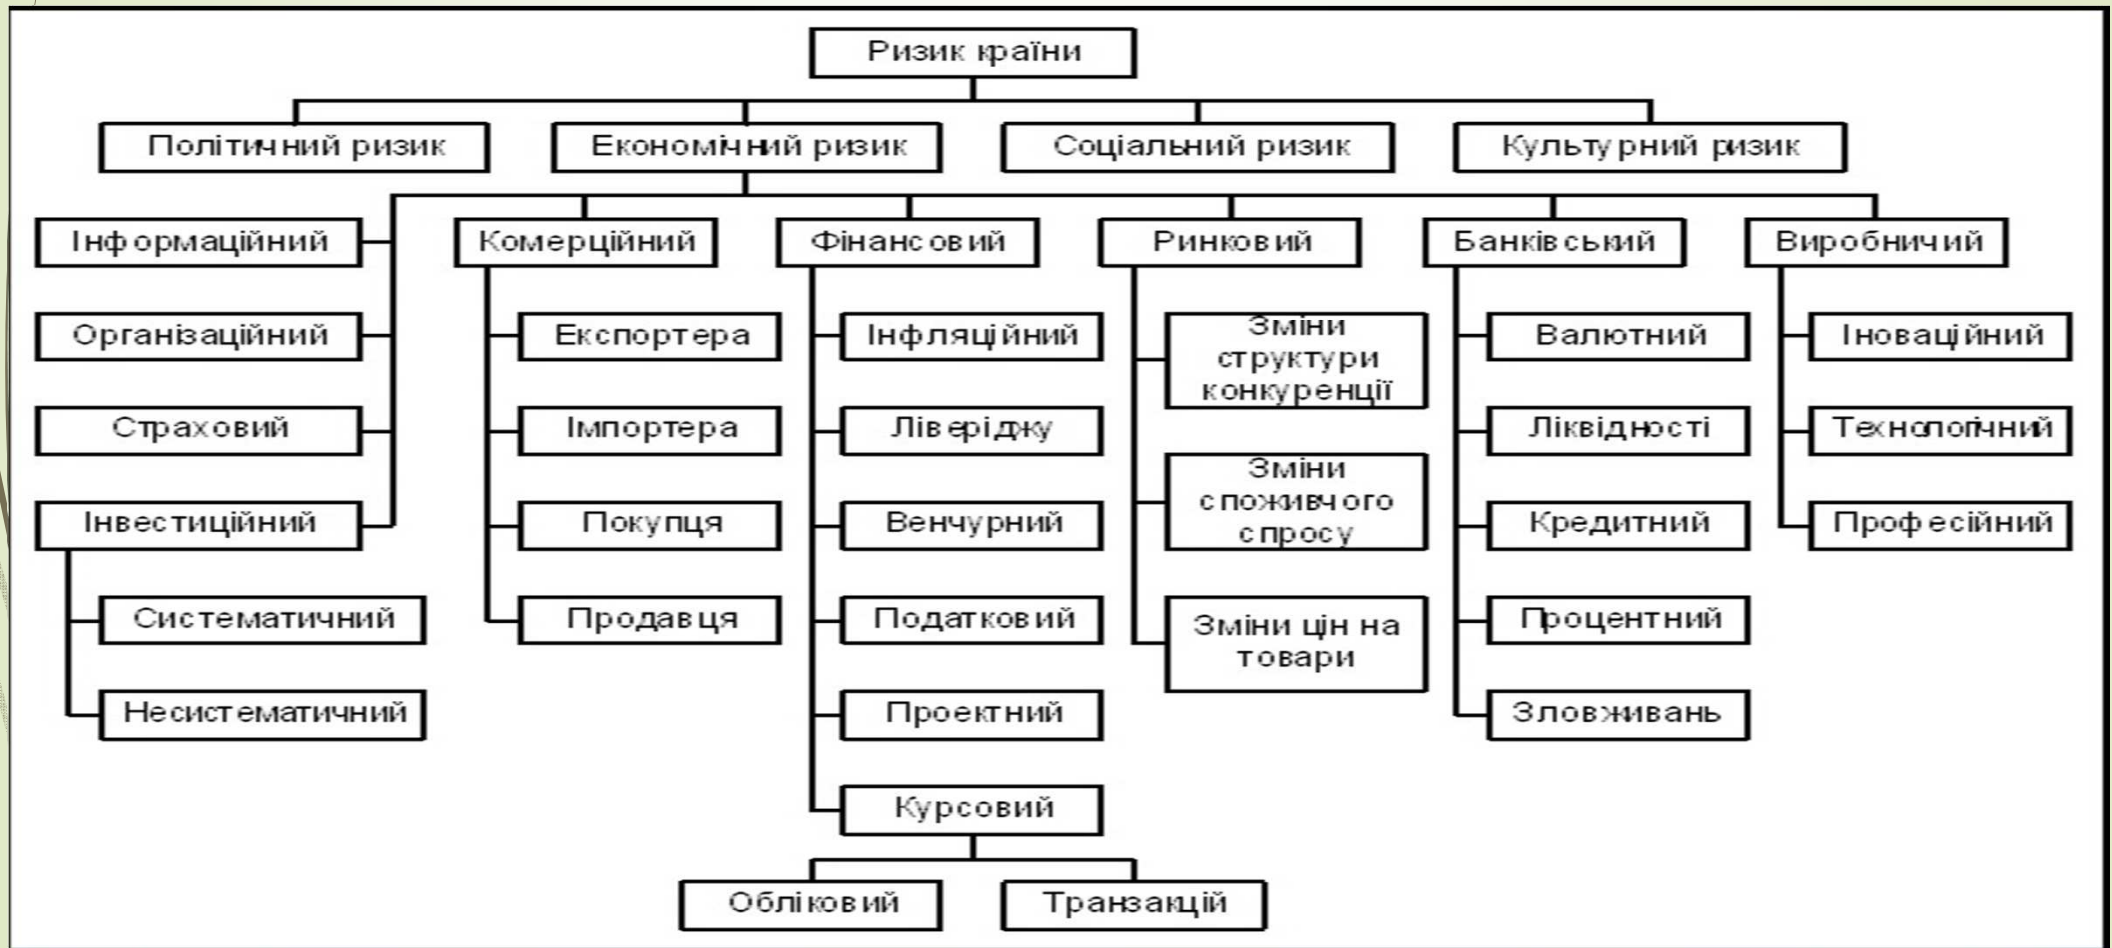 Ризик країни
Політичний ризик
Економічний ризик
Соціальний ризик
Культурний ризик
Інформаційний
Комерційний
Фінансовий
Ринковий
Банківський
Виробничий
Організаційний
Експортера
Інфляційний
Зміни
структури
конкуренції
Валютний
Іноваційний
Страховий
Імпортера
Ліверіджу
Зміни
споживчого
спросу
Ліквідності
Технологічний
Інвестиційний
Покупця
Венчурний
Кредитний
Професійний
Систематичний
Продавця
Податковий
Зміни цін на
товари
Процентний
Несистематичний
Проектний
Зловживань
Курсовий
Обліковий
Транзакцій